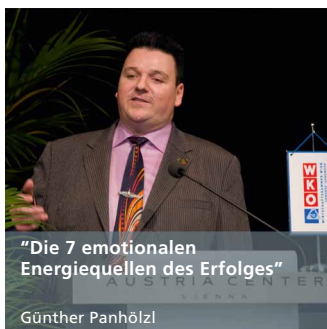 WKO
“Die 7 emotionalen
Energiequellen des Erfolges”
AUSTRIA CENTER
VIENNA
Günther Panhölzl